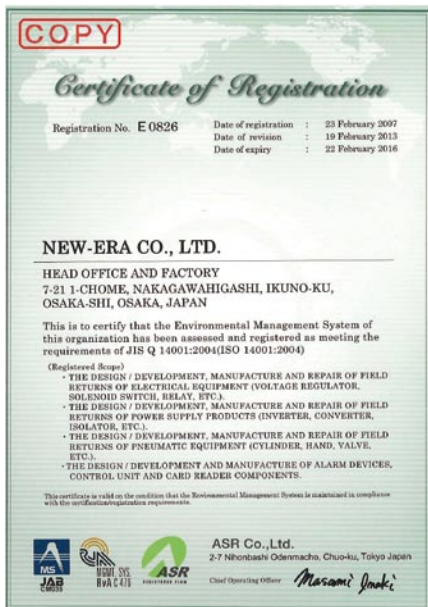 COPY
Certificate of Registration
Registration No. E 0826
Date of registration : 23 February 2007
Date of revision : 19 February 2013
Date of expiry : 22 February 2016
NEW-ERA CO., LTD.
HEAD OFFICE AND FACTORY
7-21 1-CHOME, NAKAGAWAHIGASHI, IKUNO-KU,
OSAKA-SHI, OSAKA, JAPAN
This is to certify that the Environmental Management System of
this organization has been assessed and registered as meeting the
requirements of JIS Q 14001:2004(ISO 14001:2004)
(Registered Scope)
・THE DESIGN / DEVELOPMENT, MANUFACTURE AND REPAIR OF FIELD
RETURNS OF ELECTRICAL EQUIPMENT (VOLTAGE REGULATOR,
SOLENOID SWITCH, RELAY, ETC.).
・THE DESIGN / DEVELOPMENT, MANUFACTURE AND REPAIR OF FIELD
RETURNS OF POWER SUPPLY PRODUCTS (INVERTER, CONVERTER,
ISOLATOR, ETC.).
・THE DESIGN / DEVELOPMENT, MANUFACTURE AND REPAIR OF FIELD
RETURNS OF PNEUMATIC EQUIPMENT (CYLINDER, HAND, VALVE,
ETC.).
・THE DESIGN / DEVELOPMENT AND MANUFACTURE OF ALARM DEVICES,
CONTROL UNIT AND CARD READER COMPONENTS.
This certificate is valid on the condition that the Environmental Management System is maintained in compliance
with the certification/registration requirements.
MS
JAB
CM035
MGMT. SYS.
RvA C 476
ASR
REGISTERED FIRM
ASR Co.,Ltd.
2-7 Nihonbashi Odenmacho, Chuo-ku, Tokyo Japan
Chief Operating Officer Masami Inoki